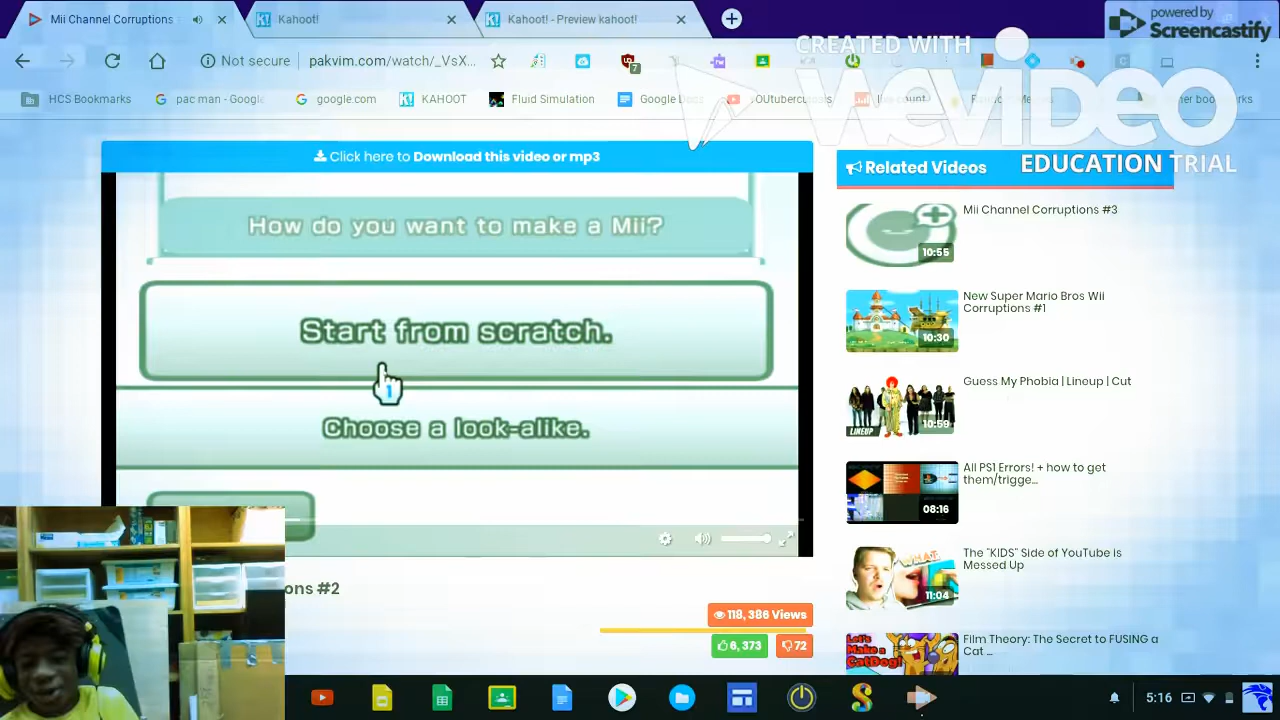 Mii Channel Corruptions
Kahoot!
Kahoot! - Preview kahoot!
powered by
Screencastify
CREATED WITH
WEVIDEO
EDUCATION TRIAL
Not secure
pakvim.com/watch/_VsX...
7
HCS Bookmarks
pac man - Google
google.com
KAHOOT
Fluid Simulation
Google Docs
Click here to Download this video or mp3
How do you want to make a Mii?
Start from scratch.
1
Choose a look-alike.
ons #2
118, 386 Views
6, 373
72
Related Videos
Mii Channel Corruptions #3
10:55
New Super Mario Bros Wii
Corruptions #1
10:30
Guess My Phobia | Lineup | Cut
LINEUP
10:59
All PS1 Errors! + how to get
them/trigge...
08:16
The "KIDS" Side of YouTube is
Messed Up
11:04
Film Theory: The Secret to FUSING a
Cat ...
Let's
Make a
CatDog!
5:16